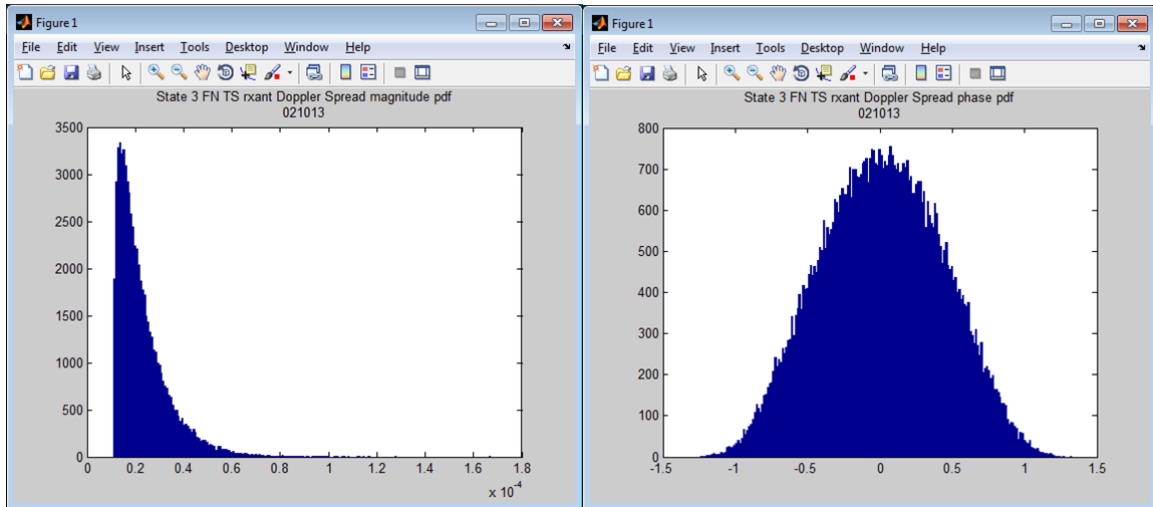 Figure 1
File Edit View Insert Tools Desktop Window Help
State 3 FN TS rxant Doppler Spread magnitude pdf
021013
3500
3000
2500
2000
1500
1000
500
0
0 0.2 0.4 0.6 0.8 1 1.2 1.4 1.6 1.8
x 10⁻⁴
Figure 1
File Edit View Insert Tools Desktop Window Help
State 3 FN TS rxant Doppler Spread phase pdf
021013
800
700
600
500
400
300
200
100
0
-1.5 -1 -0.5 0 0.5 1 1.5